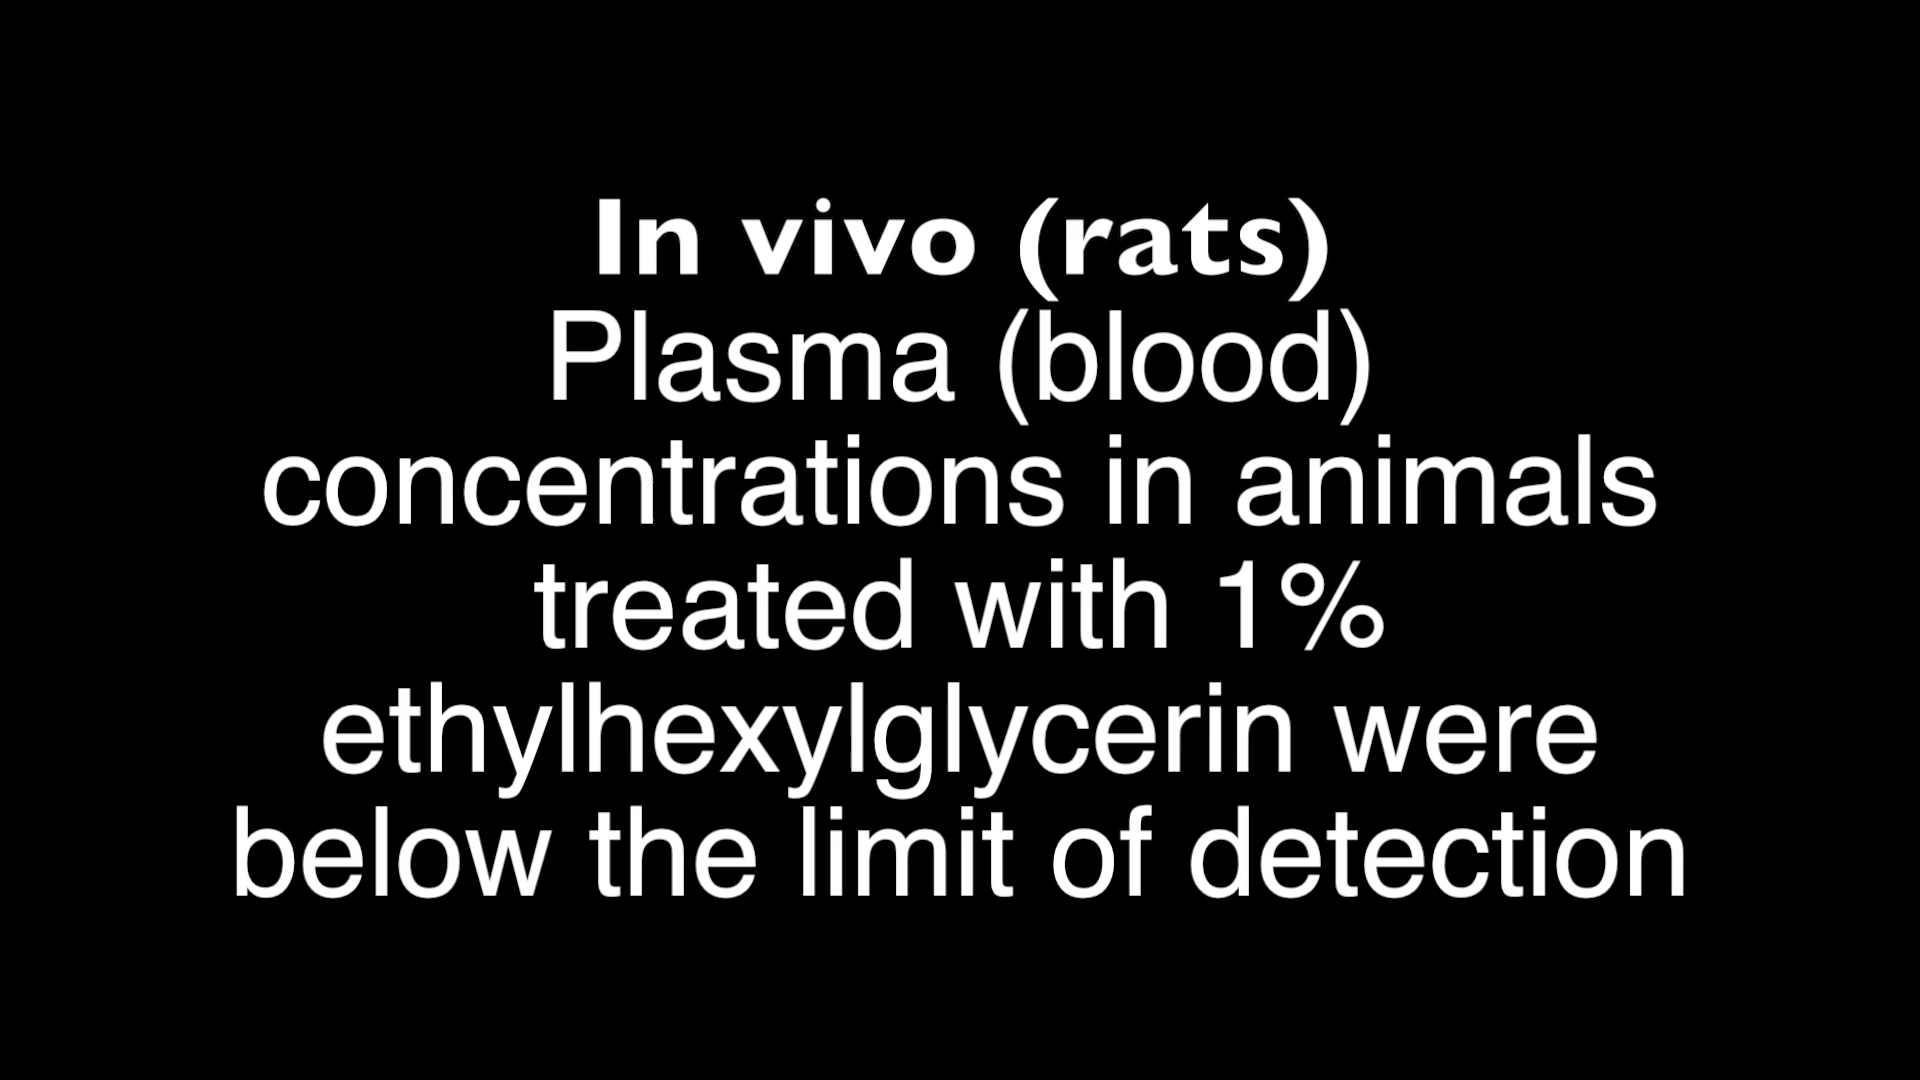 In vivo (rats)
Plasma (blood)
concentrations in animals
treated with 1%
ethylhexylglycerin were
below the limit of detection